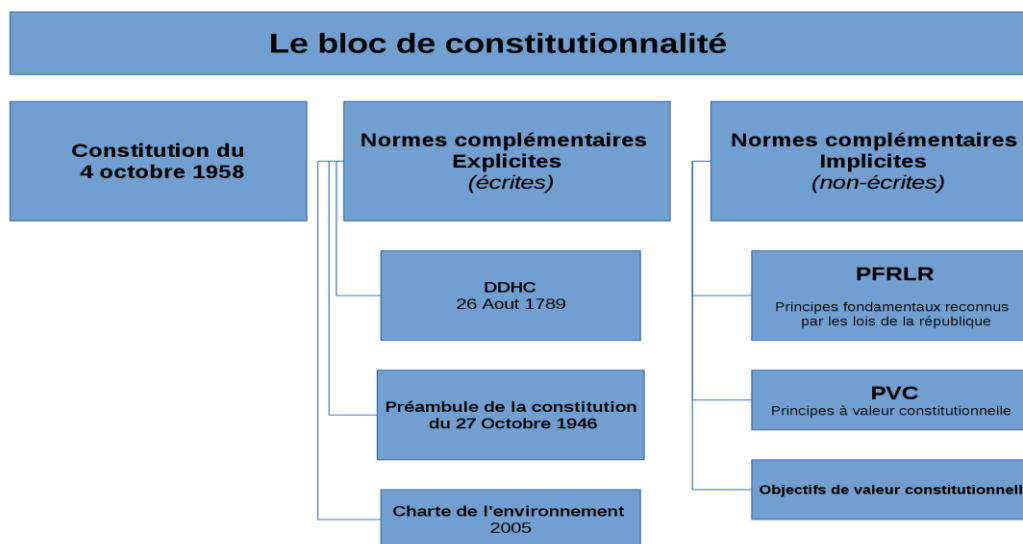 Le bloc de constitutionnalité
Constitution du
4 octobre 1958
Normes complémentaires
Explicites
(écrites)
DDHC
26 Aout 1789
Préambule de la constitution
du 27 Octobre 1946
Charte de l'environnement
2005
Normes complémentaires
Implicites
(non-écrites)
PFRLR
Principes fondamentaux reconnus
par les lois de la république
PVC
Principes à valeur constitutionnelle
Objectifs de valeur constitutionnell